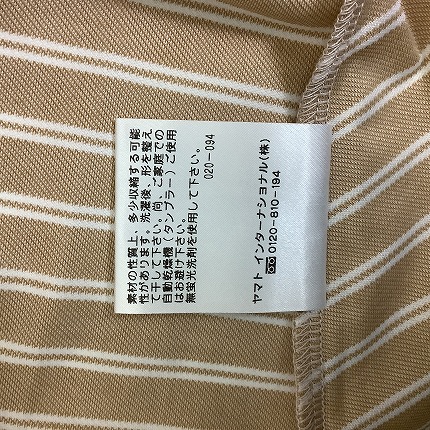 素材の性質上、多少収縮する可能
性があります。洗濯後、形を整え
て干して下さい。尚、ご家庭での
自動乾燥機(タンブラー)ご使用
はお避け下さい。
無蛍光洗剤を使用して下さい。
020-094
ヤマト インターナショナル(株)
0120-810-194